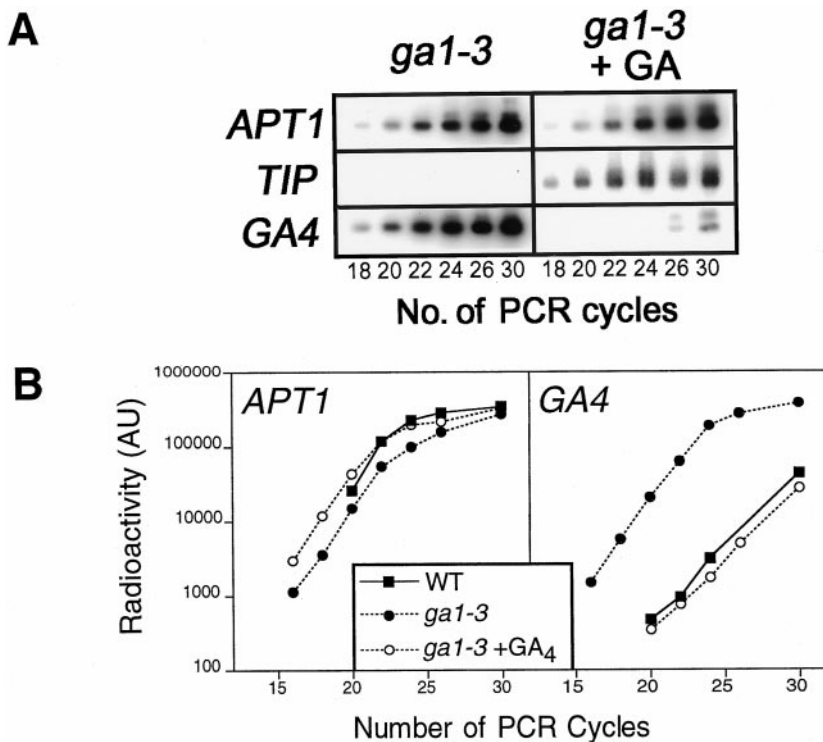 A
ga1-3
ga1-3
+ GA
APT1
TIP
GA4
18 20 22 24 26 30 18 20 22 24 26 30
No. of PCR cycles
B
Radioactivity (AU)
1000000
100000
10000
1000
100
APT1
GA4
WT
ga1-3
ga1-3 +GA4
15 20 25 30 15 20 25 30
Number of PCR Cycles